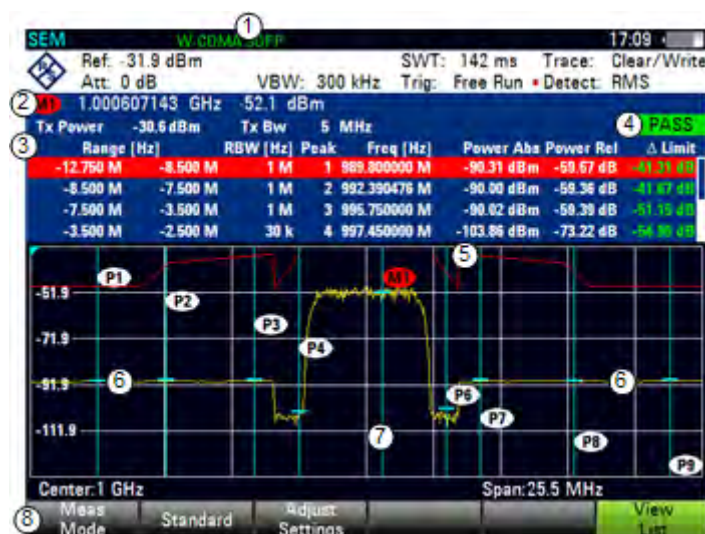 1
SEM W-CDMA 3GPP 17:09
Ref: -31.9 dBm SWT: 142 ms Trace: Clear/Write
Att: 0 dB VBW: 300 kHz Trig: Free Run • Detect: RMS
2 M1 1.000607143 GHz -52.1 dBm
Tx Power -30.6 dBm Tx Bw 5 MHz 4 PASS
3 Range [Hz] RBW [Hz] Peak Freq [Hz] Power Abs Power Rel Δ Limit
-12.750 M -8.500 M 1 M 1 989.800000 M -90.31 dBm -59.67 dB -41.31 dB
-8.500 M -7.500 M 1 M 2 992.390476 M -90.00 dBm -59.36 dB -41.67 dB
-7.500 M -3.500 M 1 M 3 995.750000 M -90.02 dBm -59.39 dB -51.15 dB
-3.500 M -2.500 M 30 k 4 997.450000 M -103.86 dBm -73.22 dB
5
P1 M1
-51.9 P2
P3
-71.9 P4
-91.9 6 6
P6
P7
-111.9 7 P8
P9
Center:1 GHz Span:25.5 MHz
8 Meas Mode Standard Adjust Settings View List